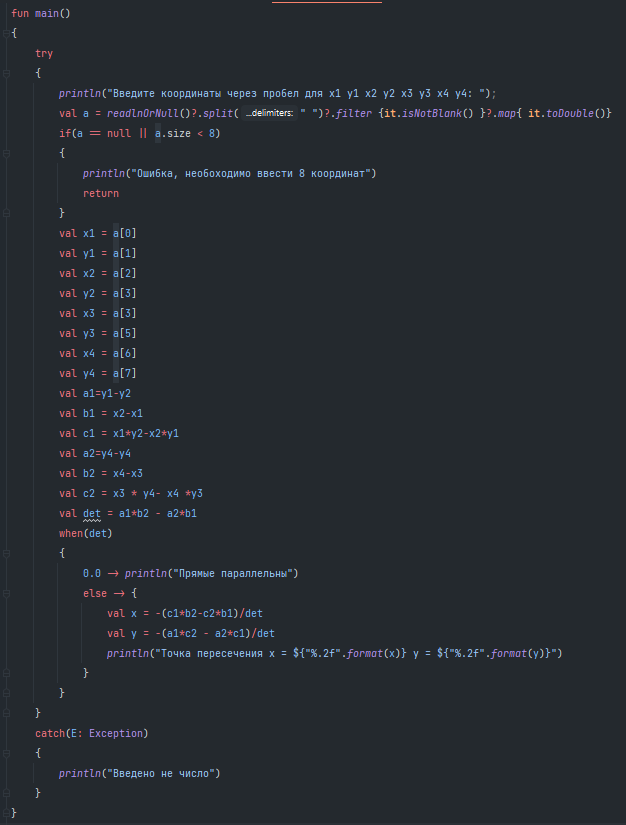 fun main()
{
try
{
println("Введите координаты через пробел для x1 y1 x2 y2 x3 y3 x4 y4: ");
val a = readlnOrNull()?.split( ...delimiters: " ")?.filter {it.isNotBlank() }?.map{ it.toDouble()}
if(a == null || a.size < 8)
{
println("Ошибка, необоходимо ввести 8 координат")
return
}
val x1 = a[0]
val y1 = a[1]
val x2 = a[2]
val y2 = a[3]
val x3 = a[3]
val y3 = a[5]
val x4 = a[6]
val y4 = a[7]
val a1=y1-y2
val b1 = x2-x1
val c1 = x1*y2-x2*y1
val a2=y4-y4
val b2 = x4-x3
val c2 = x3 * y4- x4 *y3
val det = a1*b2 - a2*b1
when(det)
{
0.0 -> println("Прямые параллельны")
else -> {
val x = -(c1*b2-c2*b1)/det
val y = -(a1*c2 - a2*c1)/det
println("Точка пересечения x = ${"%.2f".format(x)} y = ${"%.2f".format(y)}")
}
}
}
catch(E: Exception)
{
println("Введено не число")
}
}